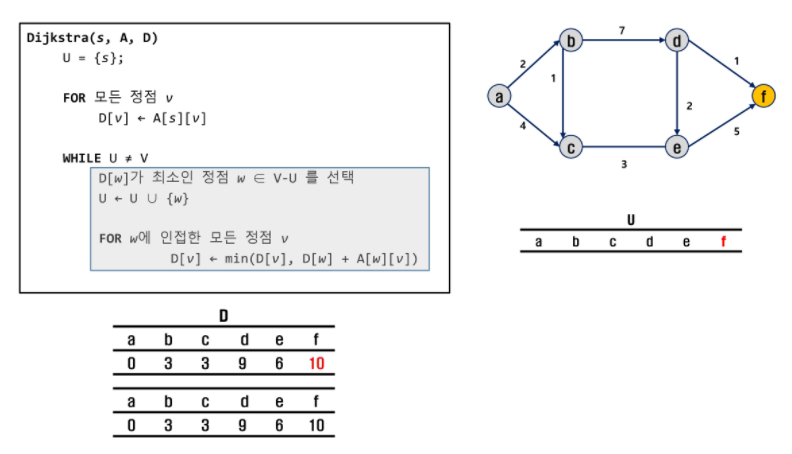 Dijkstra(s, A, D)
U = {s};
FOR 모든 정점 v
D[v] ← A[s][v]
WHILE U ≠ V
D[w]가 최소인 정점 w ∈ V-U 를 선택
U ← U ∪ {w}
FOR w에 인접한 모든 정점 v
D[v] ← min(D[v], D[w] + A[w][v])
b 7 d
2 1
a 1 2 f
4 5
c 3 e
U
a b c d e f
D
a b c d e f
0 3 3 9 6 10
a b c d e f
0 3 3 9 6 10